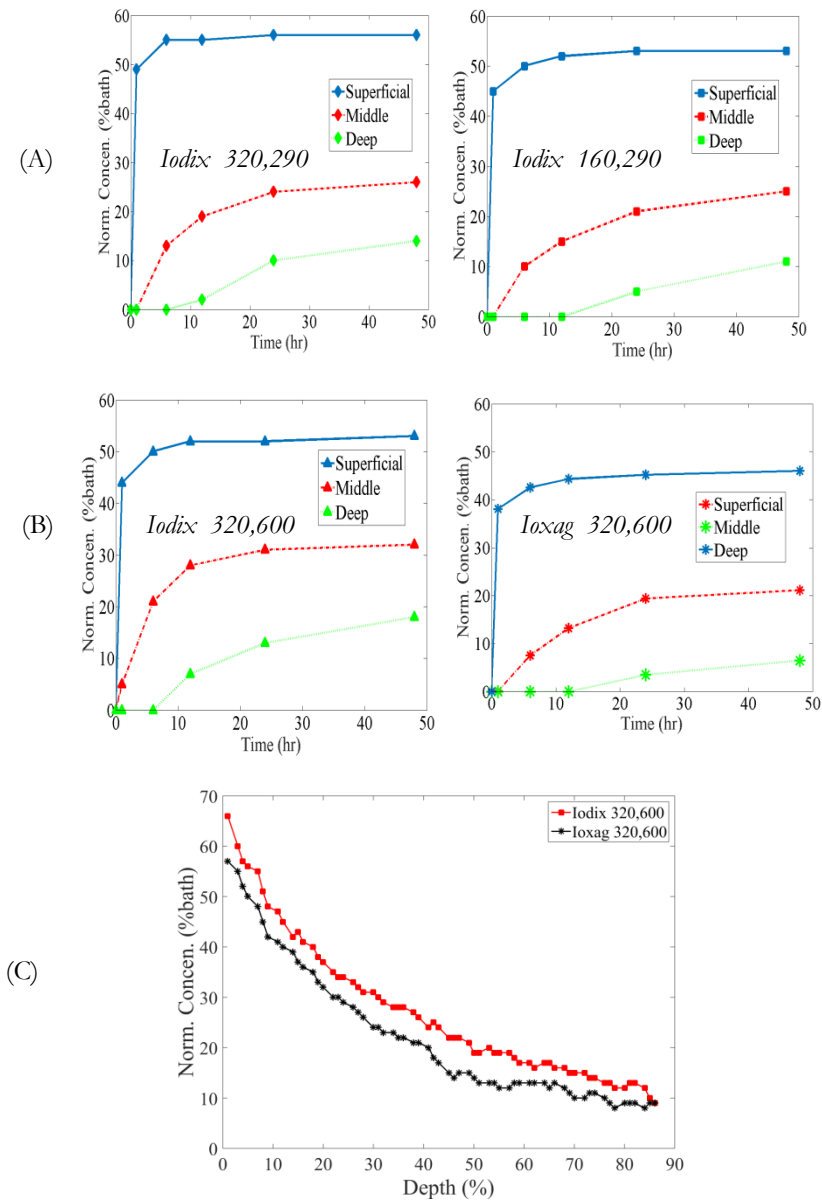 (A)
Norm. Concen. (%bath)
60
50
40
30
20
10
0
0 10 20 30 40 50
Time (hr)
Superficial
Middle
Deep
Iodix 320,290
Norm. Concen. (%bath)
60
50
40
30
20
10
0
0 10 20 30 40 50
Time (hr)
Superficial
Middle
Deep
Iodix 160,290
(B)
Norm. Concen. (%bath)
60
50
40
30
20
10
0
0 10 20 30 40 50
Time (hr)
Superficial
Middle
Deep
Iodix 320,600
Norm. Concen. (%bath)
60
50
40
30
20
10
0
0 10 20 30 40 50
Time (hr)
Superficial
Middle
Deep
Ioxag 320,600
(C)
Norm. Concen. (%bath)
70
60
50
40
30
20
10
0
0 10 20 30 40 50 60 70 80 90
Depth (%)
Iodix 320,600
Ioxag 320,600